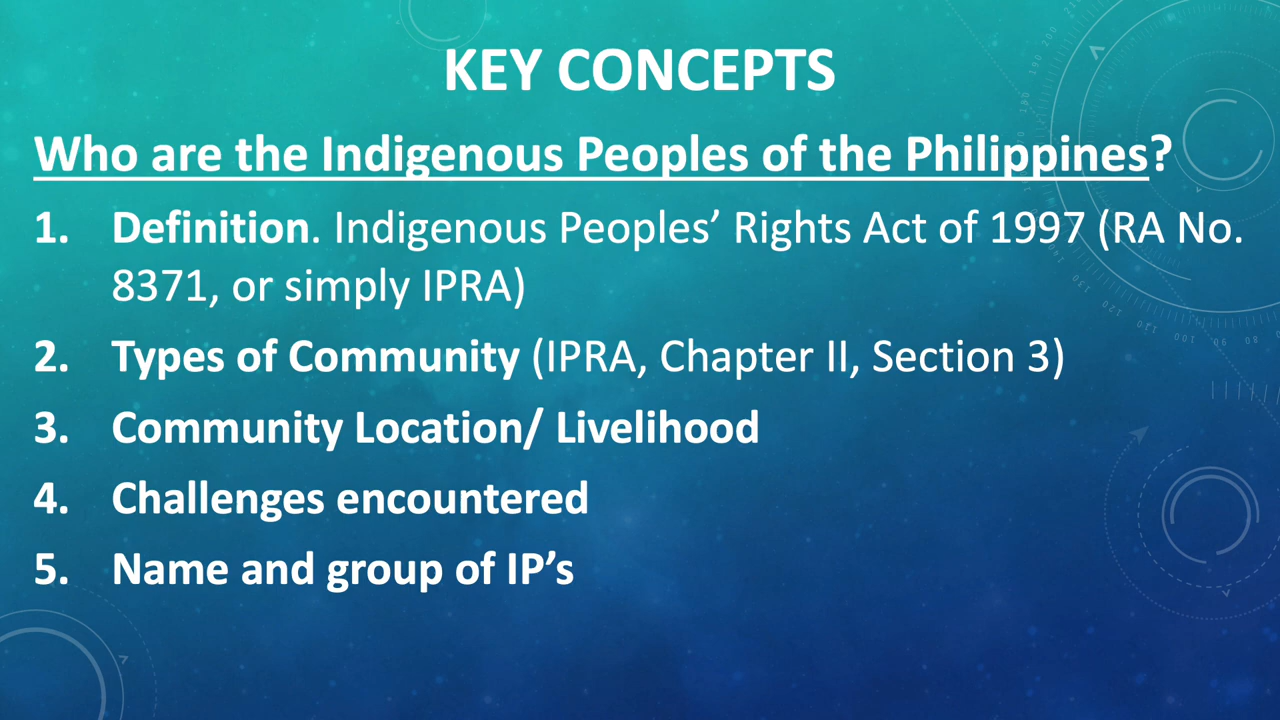 KEY CONCEPTS
Who are the Indigenous Peoples of the Philippines?
1. Definition. Indigenous Peoples’ Rights Act of 1997 (RA No.
8371, or simply IPRA)
2. Types of Community (IPRA, Chapter II, Section 3)
3. Community Location/ Livelihood
4. Challenges encountered
5. Name and group of IP’s